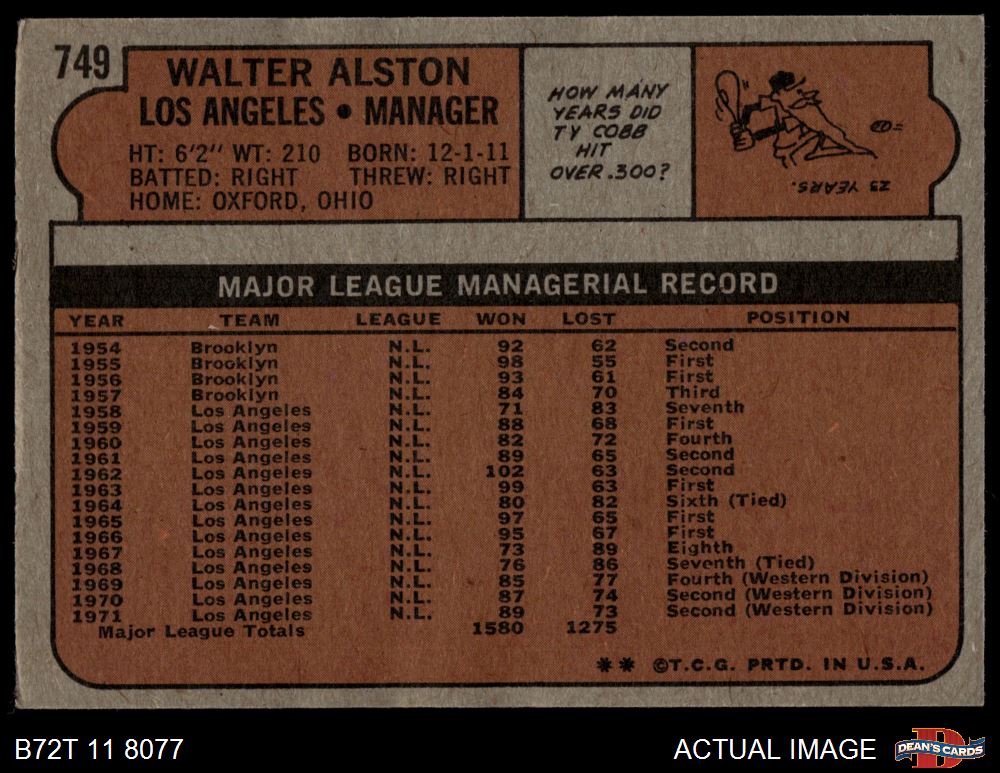 749
WALTER ALSTON
LOS ANGELES • MANAGER
HT: 6'2" WT: 210 BORN: 12-1-11
BATTED: RIGHT THREW: RIGHT
HOME: OXFORD, OHIO
HOW MANY
YEARS DID
TY COBB
HIT
OVER .300?
23 YEARS.
MAJOR LEAGUE MANAGERIAL RECORD
YEAR TEAM LEAGUE WON LOST POSITION
1954 Brooklyn N.L. 92 62 Second
1955 Brooklyn N.L. 98 55 First
1956 Brooklyn N.L. 93 61 First
1957 Brooklyn N.L. 84 70 Third
1958 Los Angeles N.L. 71 83 Seventh
1959 Los Angeles N.L. 88 68 First
1960 Los Angeles N.L. 82 72 Fourth
1961 Los Angeles N.L. 89 65 Second
1962 Los Angeles N.L. 102 63 Second
1963 Los Angeles N.L. 99 63 First
1964 Los Angeles N.L. 80 82 Sixth (Tied)
1965 Los Angeles N.L. 97 65 First
1966 Los Angeles N.L. 95 67 First
1967 Los Angeles N.L. 73 89 Eighth
1968 Los Angeles N.L. 76 86 Seventh (Tied)
1969 Los Angeles N.L. 85 77 Fourth (Western Division)
1970 Los Angeles N.L. 87 74 Second (Western Division)
1971 Los Angeles N.L. 89 73 Second (Western Division)
Major League Totals 1580 1275
** ©T.C.G. PRTD. IN U.S.A.
B72T 11 8077
ACTUAL IMAGE
D
DEAN'S CARDS